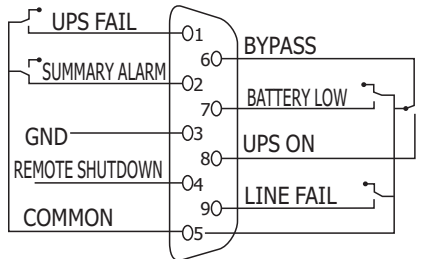 UPS FAIL
1
SUMMARY ALARM
2
GND
3
REMOTE SHUTDOWN
4
COMMON
5
BYPASS
6
BATTERY LOW
7
UPS ON
8
LINE FAIL
9